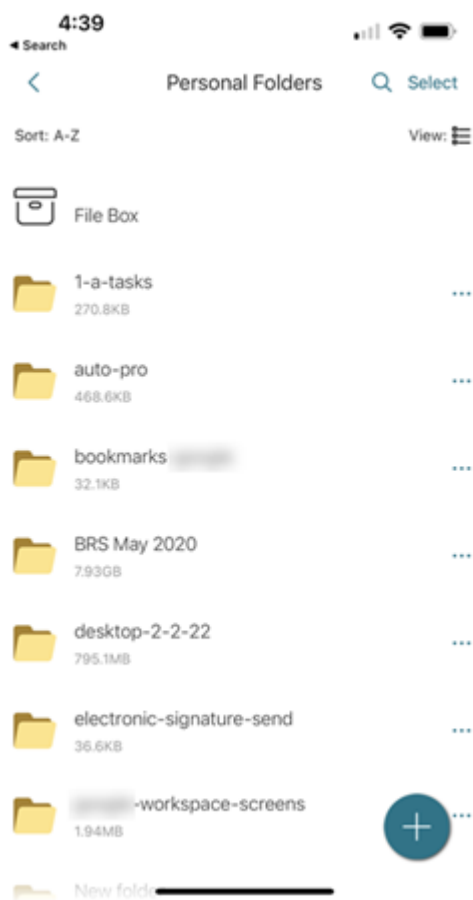 4:39
◀ Search
Personal Folders
Select
Sort: A-Z
View:
File Box
1-a-tasks
270.8KB
auto-pro
468.6KB
bookmarks
32.1KB
BRS May 2020
7.93GB
desktop-2-2-22
795.1MB
electronic-signature-send
36.6KB
-workspace-screens
1.94MB
New folde